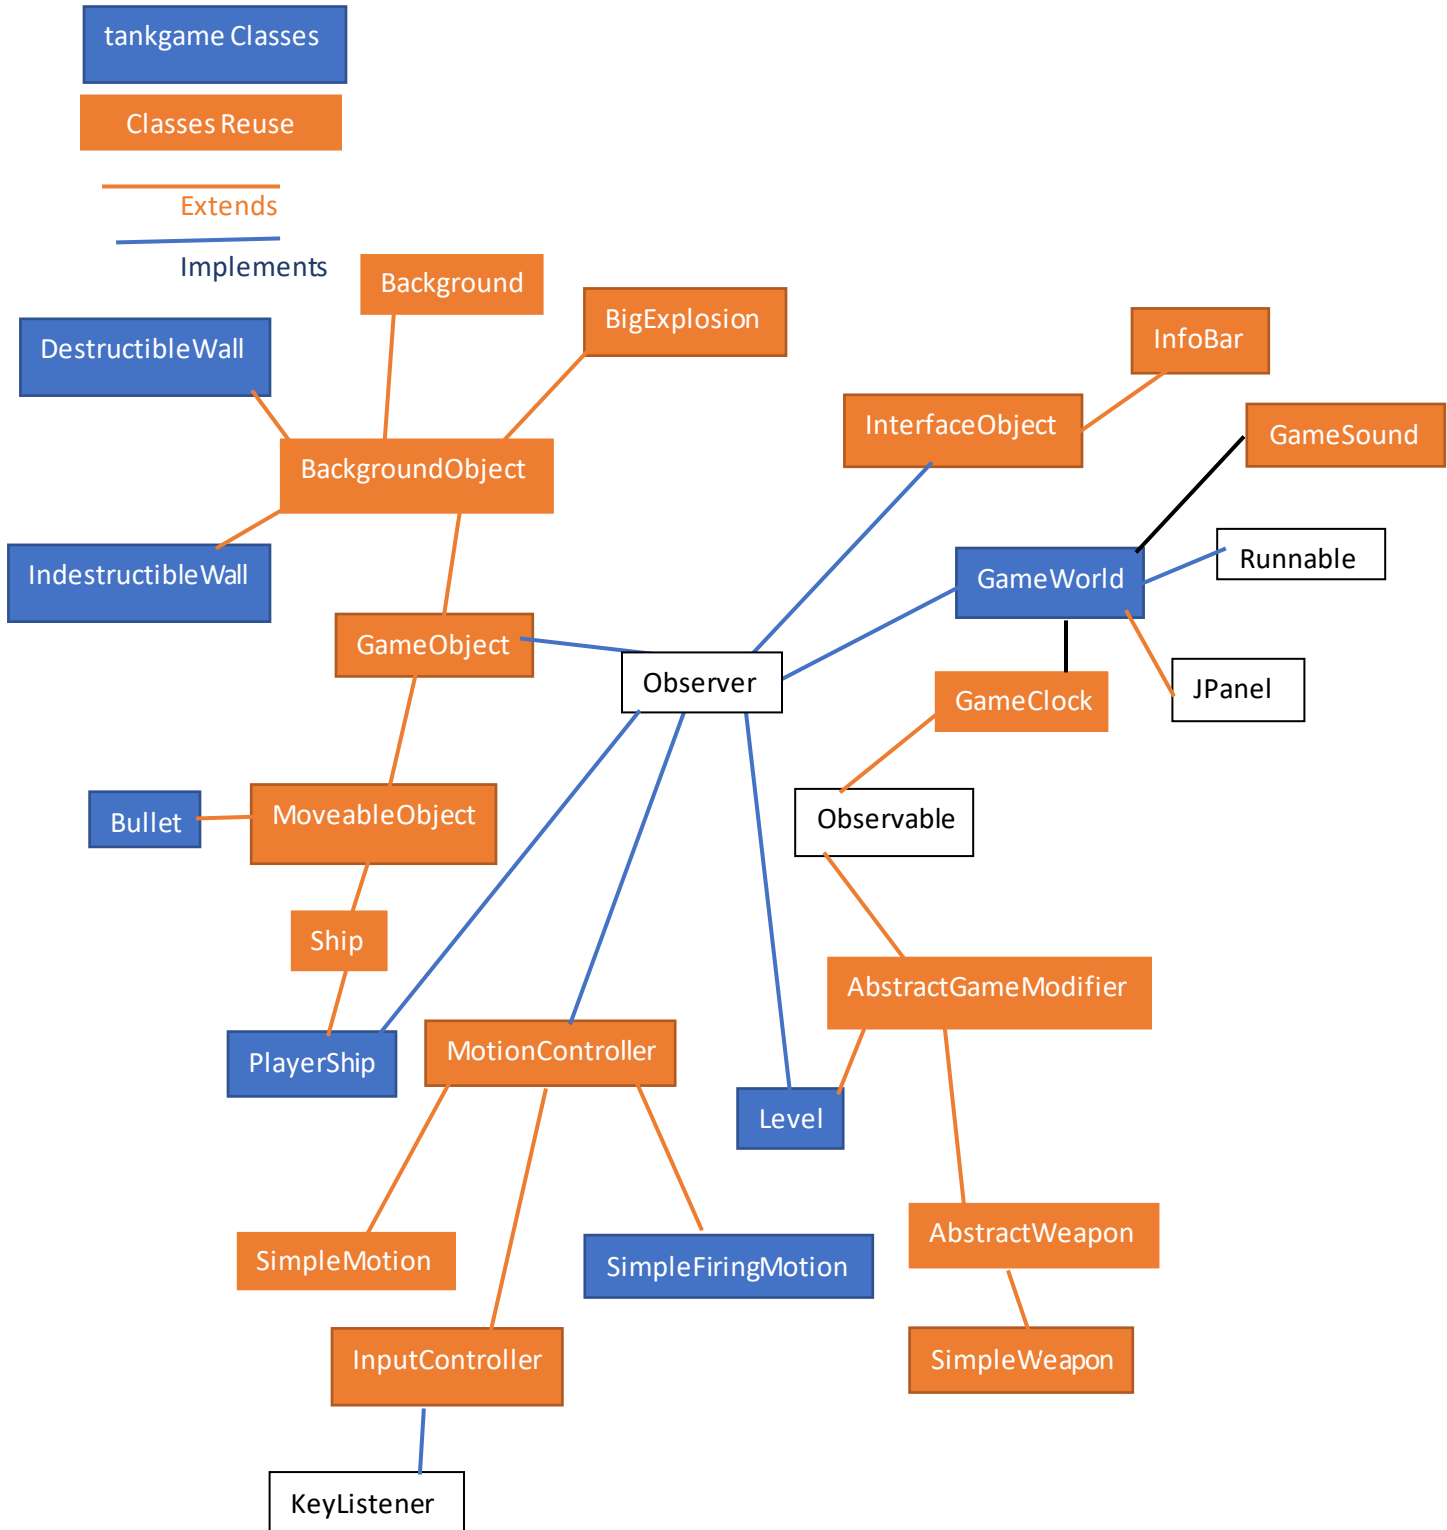 tankgame Classes
Classes Reuse
Extends
Implements
Background
BigExplosion
InfoBar
DestructibleWall
InterfaceObject
GameSound
BackgroundObject
Runnable
IndestructibleWall
GameWorld
GameObject
Observer
JPanel
GameClock
Bullet
MoveableObject
Observable
Ship
AbstractGameModifier
PlayerShip
MotionController
Level
AbstractWeapon
SimpleMotion
SimpleFiringMotion
InputController
SimpleWeapon
KeyListener